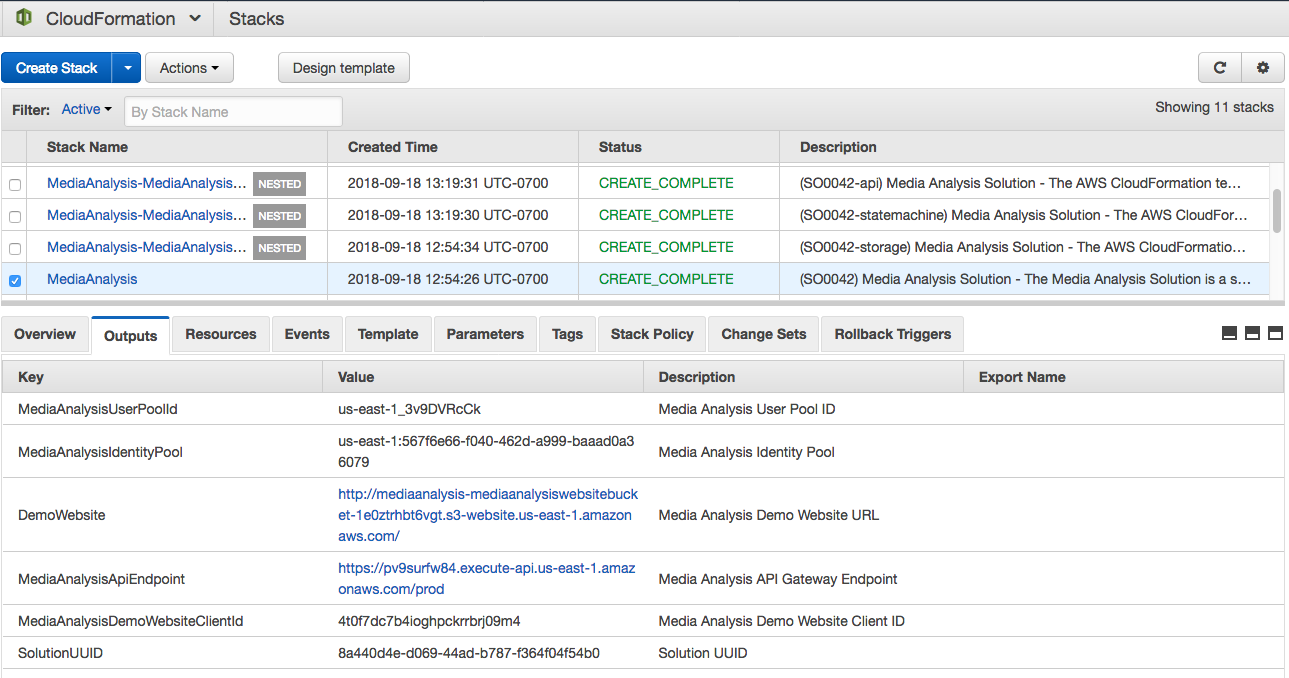 CloudFormation Stacks
Create Stack Actions Design template
Filter: Active By Stack Name Showing 11 stacks
Stack Name Created Time Status Description
MediaAnalysis-MediaAnalysis... NESTED 2018-09-18 13:19:31 UTC-0700 CREATE_COMPLETE (SO0042-api) Media Analysis Solution - The AWS CloudFormation te...
MediaAnalysis-MediaAnalysis... NESTED 2018-09-18 13:19:30 UTC-0700 CREATE_COMPLETE (SO0042-statemachine) Media Analysis Solution - The AWS CloudFor...
MediaAnalysis-MediaAnalysis... NESTED 2018-09-18 12:54:34 UTC-0700 CREATE_COMPLETE (SO0042-storage) Media Analysis Solution - The AWS CloudFormatio...
MediaAnalysis 2018-09-18 12:54:26 UTC-0700 CREATE_COMPLETE (SO0042) Media Analysis Solution - The Media Analysis Solution is a s...
Overview Outputs Resources Events Template Parameters Tags Stack Policy Change Sets Rollback Triggers
Key Value Description Export Name
MediaAnalysisUserPoolId us-east-1_3v9DVRcCk Media Analysis User Pool ID
us-east-1:567f6e66-f040-462d-a999-baaad0a3
MediaAnalysisIdentityPool Media Analysis Identity Pool
6079
http://mediaanalysis-mediaanalysiswebsitebuck
DemoWebsite et-1e0ztrhbt6vgt.s3-website.us-east-1.amazon Media Analysis Demo Website URL
aws.com/
https://pv9surfw84.execute-api.us-east-1.amaz
MediaAnalysisApiEndpoint Media Analysis API Gateway Endpoint
onaws.com/prod
MediaAnalysisDemoWebsiteClientId 4t0f7dc7b4ioghpckrrbrj09m4 Media Analysis Demo Website Client ID
SolutionUUID 8a440d4e-d069-44ad-b787-f364f04f54b0 Solution UUID